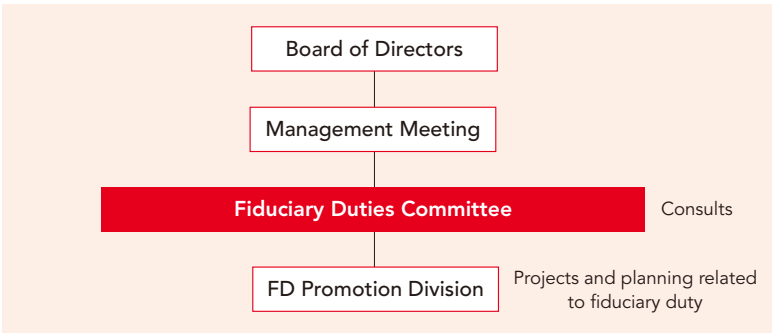 Board of Directors
Management Meeting
Fiduciary Duties Committee
Consults
FD Promotion Division
Projects and planning related
to fiduciary duty